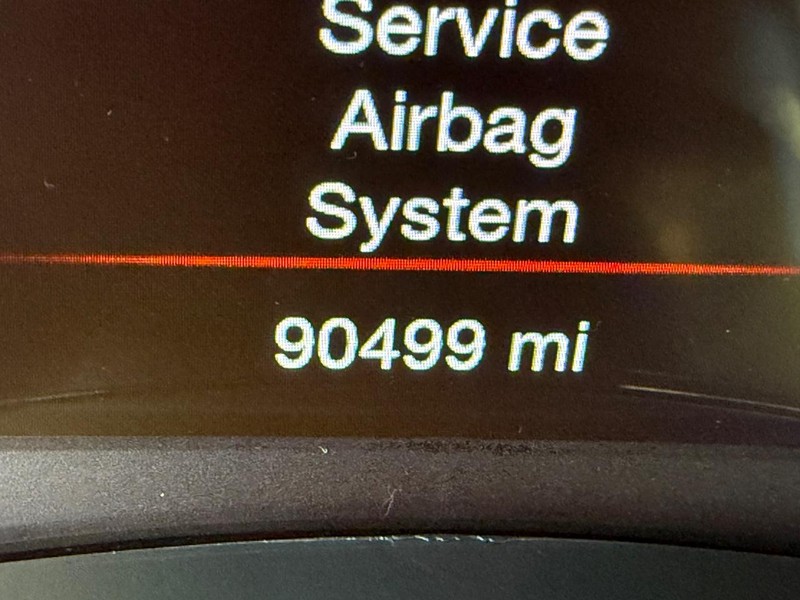 Service
Airbag
System
90499 mi